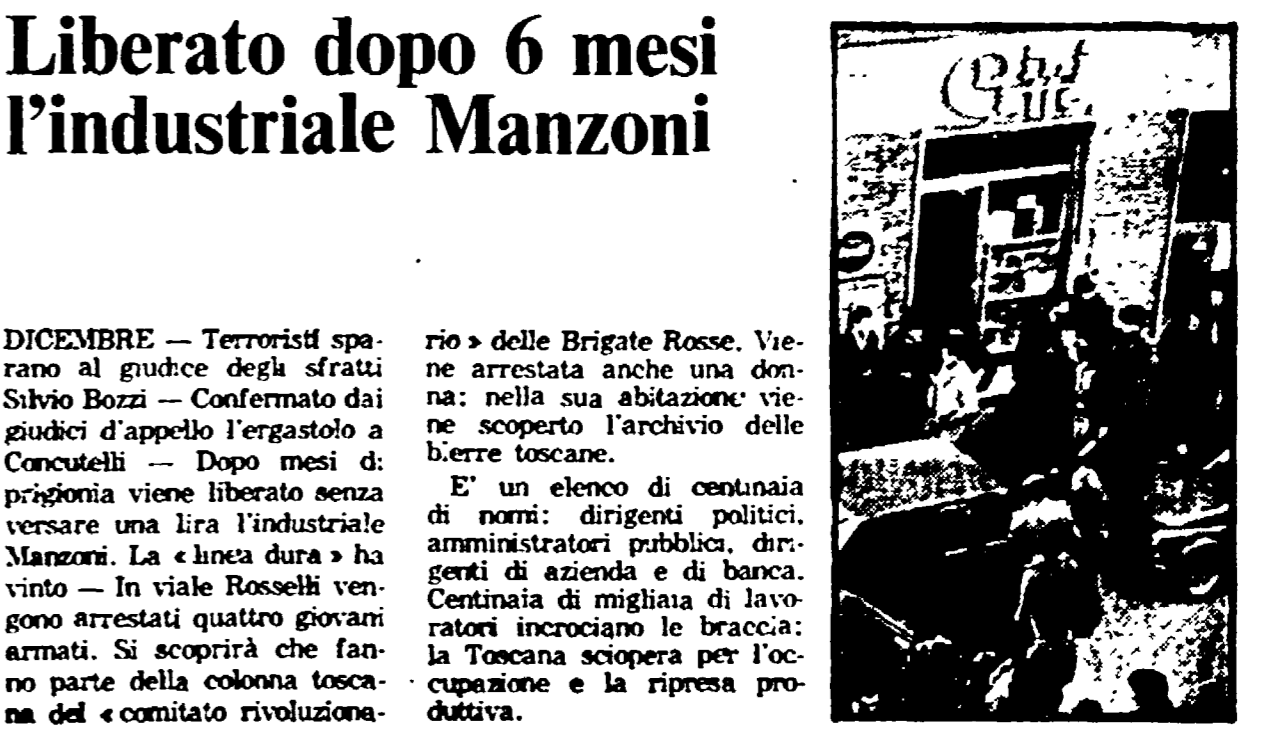 Liberato dopo 6 mesi
l'industriale Manzoni
DICEMBRE — Terroristi spa-
rano al giudice degli sfratti
Silvio Bozzi — Confermato dai
giudici d'appello l'ergastolo a
Concutelli — Dopo mesi di
prigionia viene liberato senza
versare una lira l'industriale
Manzoni. La « linea dura » ha
vinto — In viale Rosselli ven-
gono arrestati quattro giovani
armati. Si scoprirà che fan-
no parte della colonna tosca-
na del « comitato rivoluziona-
rio » delle Brigate Rosse. Vie-
ne arrestata anche una don-
na: nella sua abitazione vie-
ne scoperto l'archivio delle
bierre toscane.
E' un elenco di centinaia
di nomi: dirigenti politici,
amministratori pubblici, diri-
genti di azienda e di banca.
Centinaia di migliaia di lavo-
ratori incrociano le braccia:
la Toscana sciopera per l'oc-
cupazione e la ripresa pro-
duttiva.